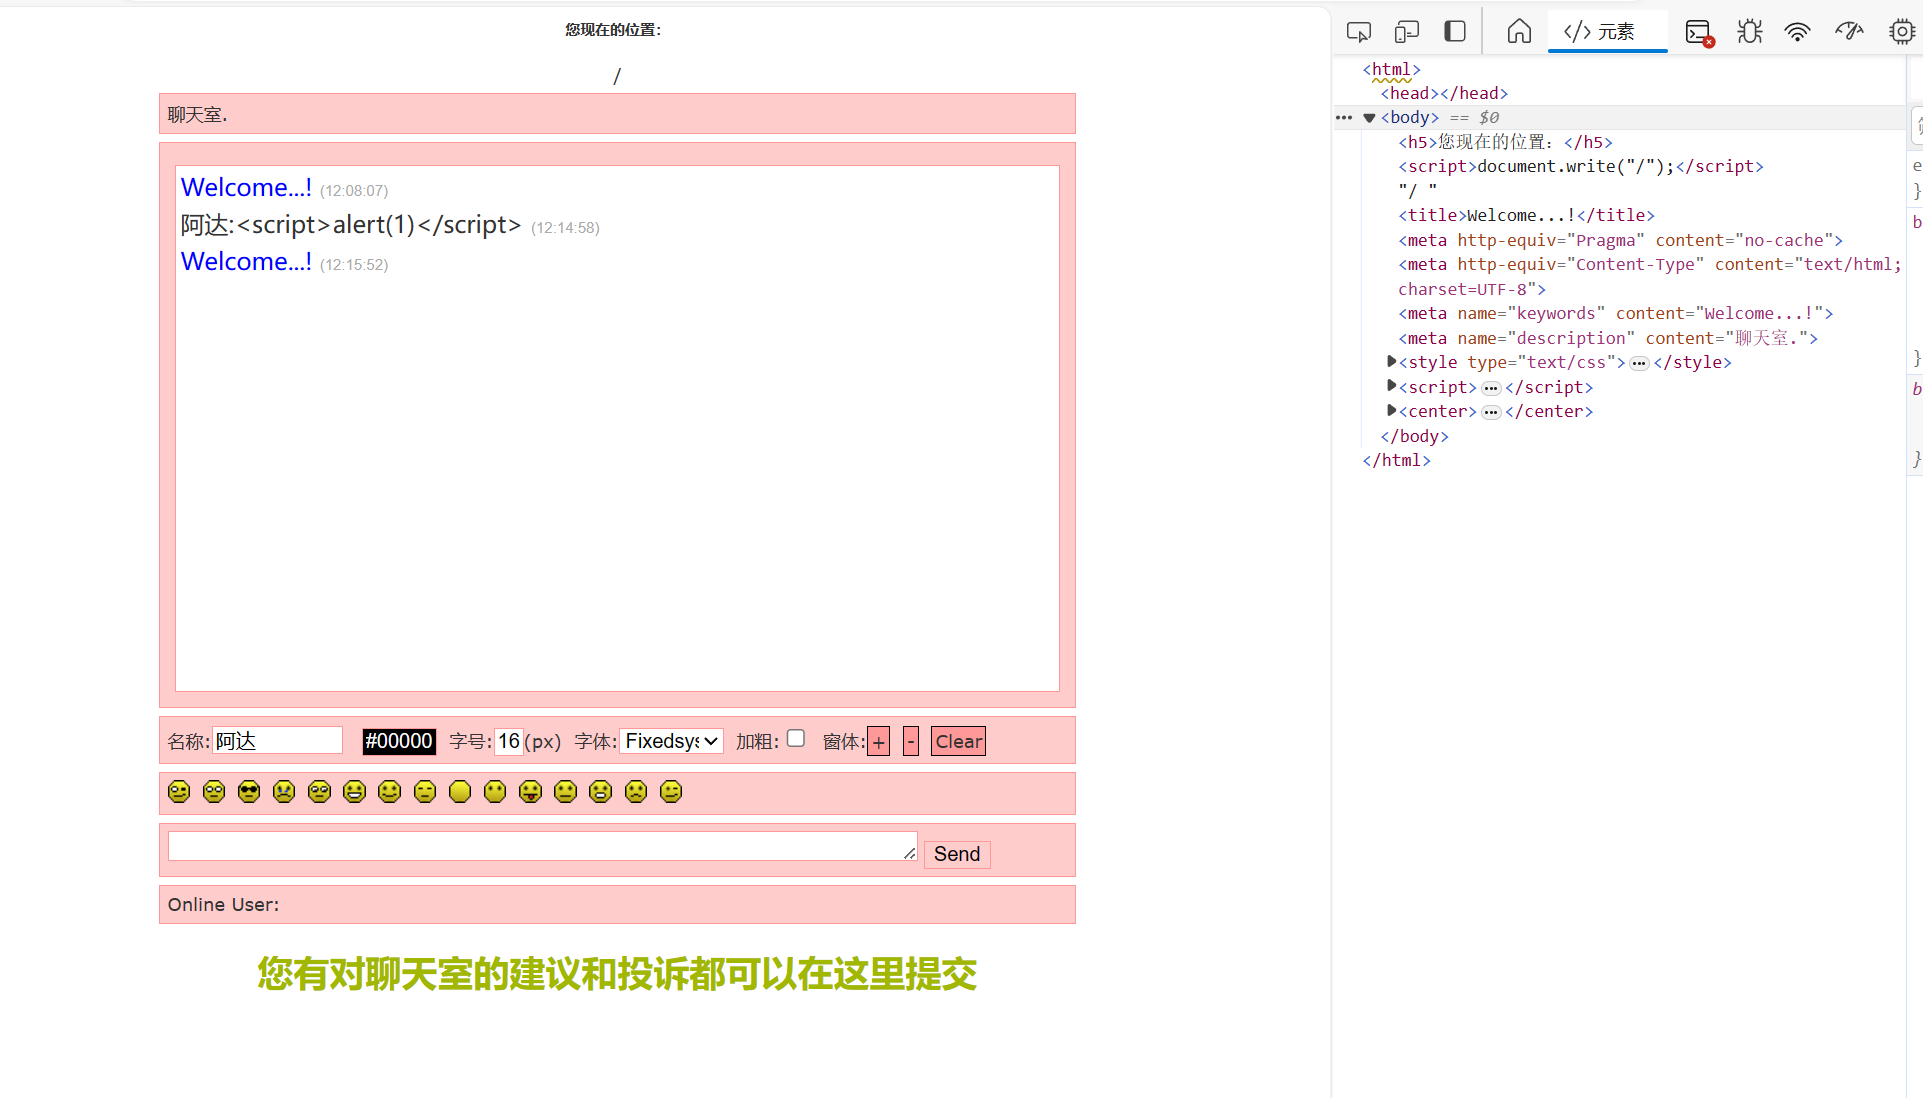 您现在的位置：
/
聊天室.
Welcome...! (12:08:07)
阿达:<script>alert(1)</script> (12:14:58)
Welcome...! (12:15:52)
名称: 阿达 #00000 字号: 16 (px) 字体: Fixedsys 加粗: 窗体: + - Clear
Send
Online User:
您有对聊天室的建议和投诉都可以在这里提交
</> 元素
<html>
<head></head>
••• <body> == $0
<h5>您现在的位置：</h5>
<script>document.write("/");</script>
"/ "
<title>Welcome...!</title>
<meta http-equiv="Pragma" content="no-cache">
<meta http-equiv="Content-Type" content="text/html;
charset=UTF-8">
<meta name="keywords" content="Welcome...!">
<meta name="description" content="聊天室.">
<style type="text/css">•••</style>
<script>•••</script>
<center>•••</center>
</body>
</html>
e
}
b
}
b
}